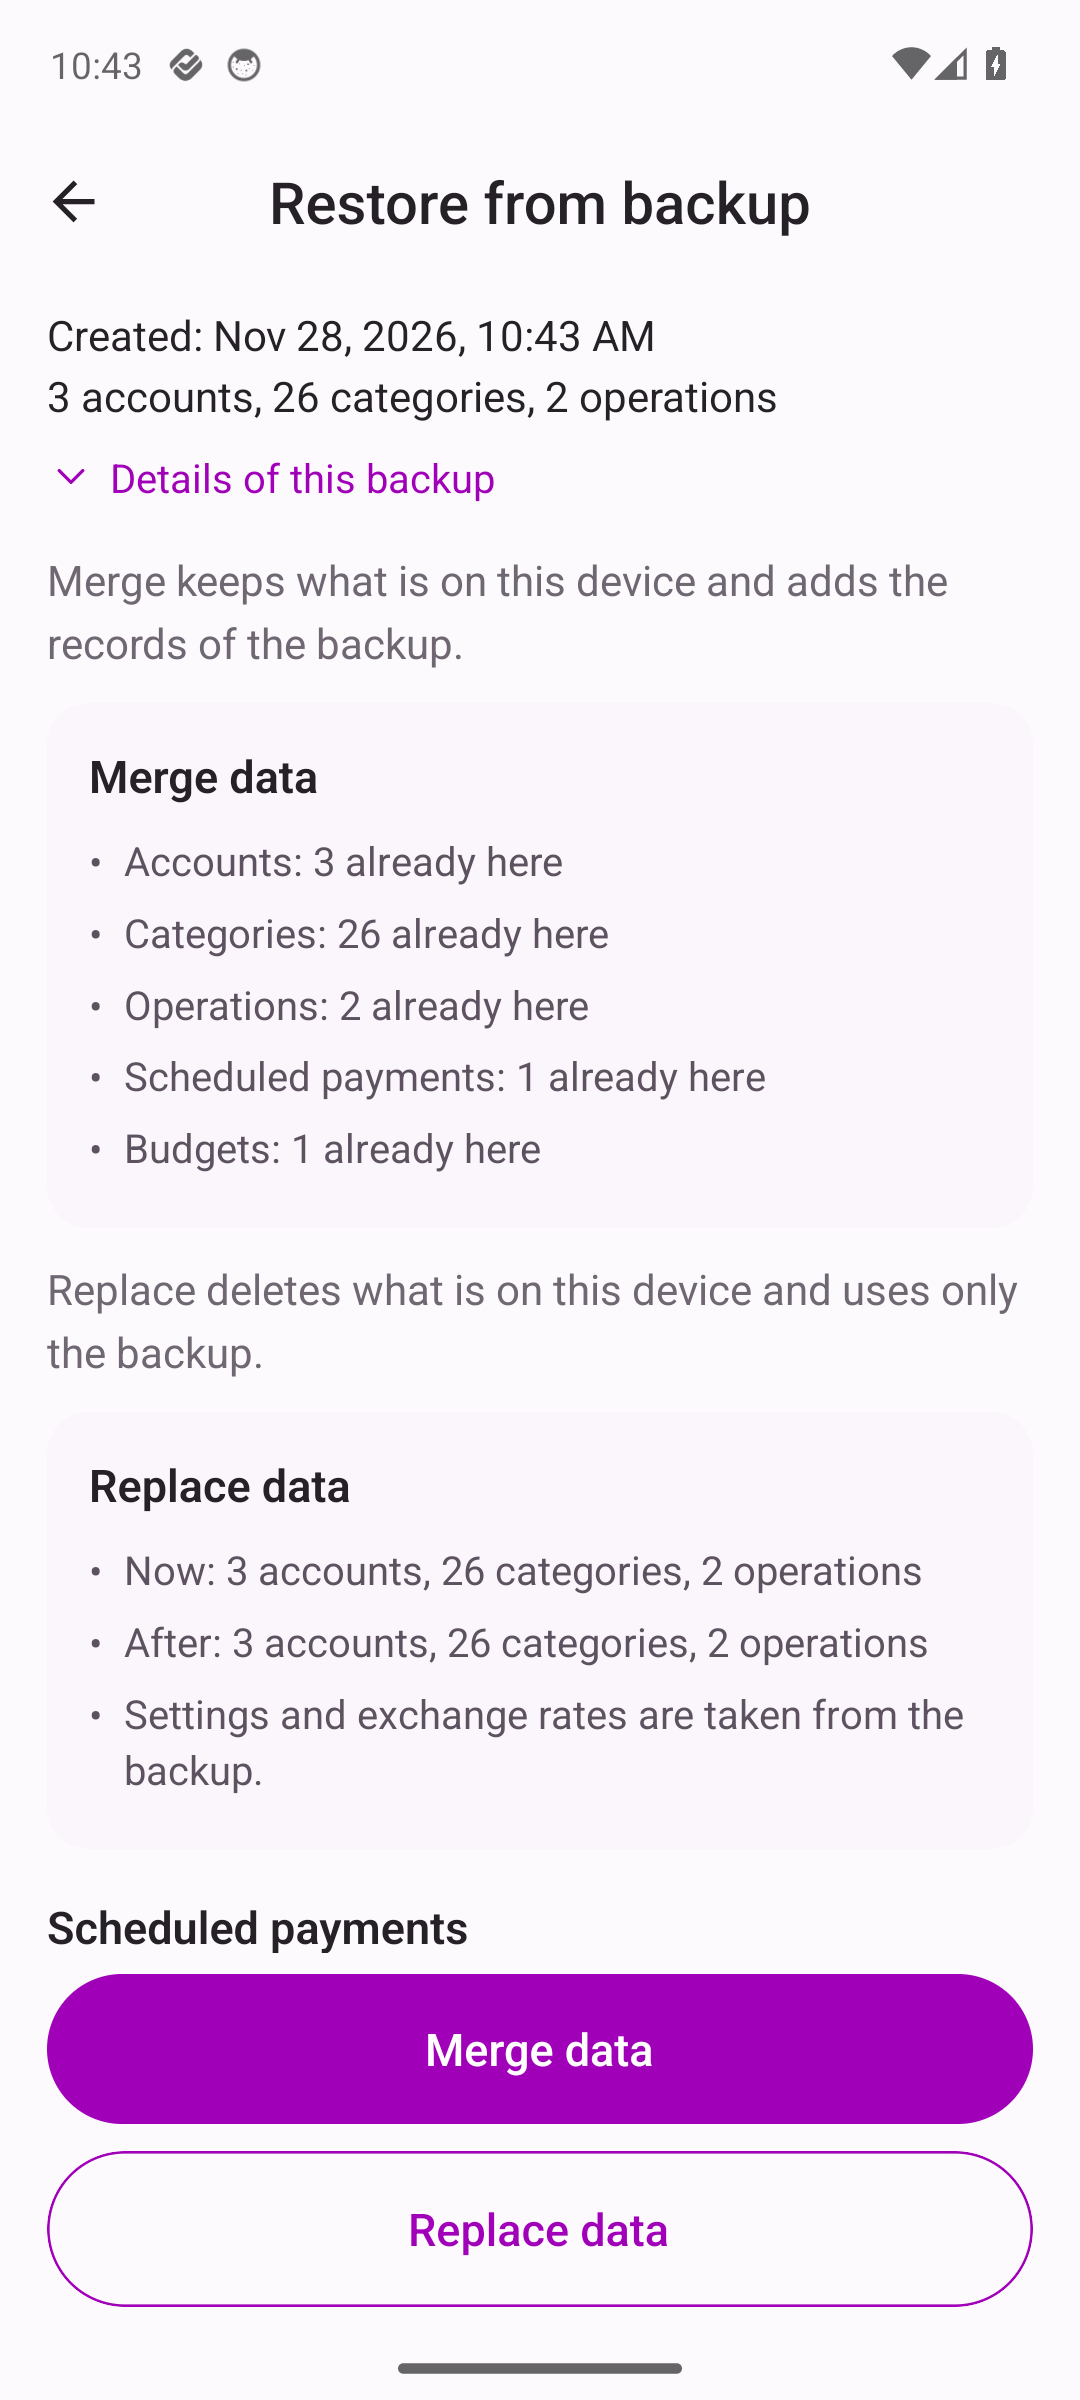 10:43
Restore from backup
Created: Nov 28, 2026, 10:43 AM
3 accounts, 26 categories, 2 operations
Details of this backup
Merge keeps what is on this device and adds the
records of the backup.
Merge data
• Accounts: 3 already here
• Categories: 26 already here
• Operations: 2 already here
• Scheduled payments: 1 already here
• Budgets: 1 already here
Replace deletes what is on this device and uses only
the backup.
Replace data
• Now: 3 accounts, 26 categories, 2 operations
• After: 3 accounts, 26 categories, 2 operations
• Settings and exchange rates are taken from the
backup.
Scheduled payments
Merge data
Replace data